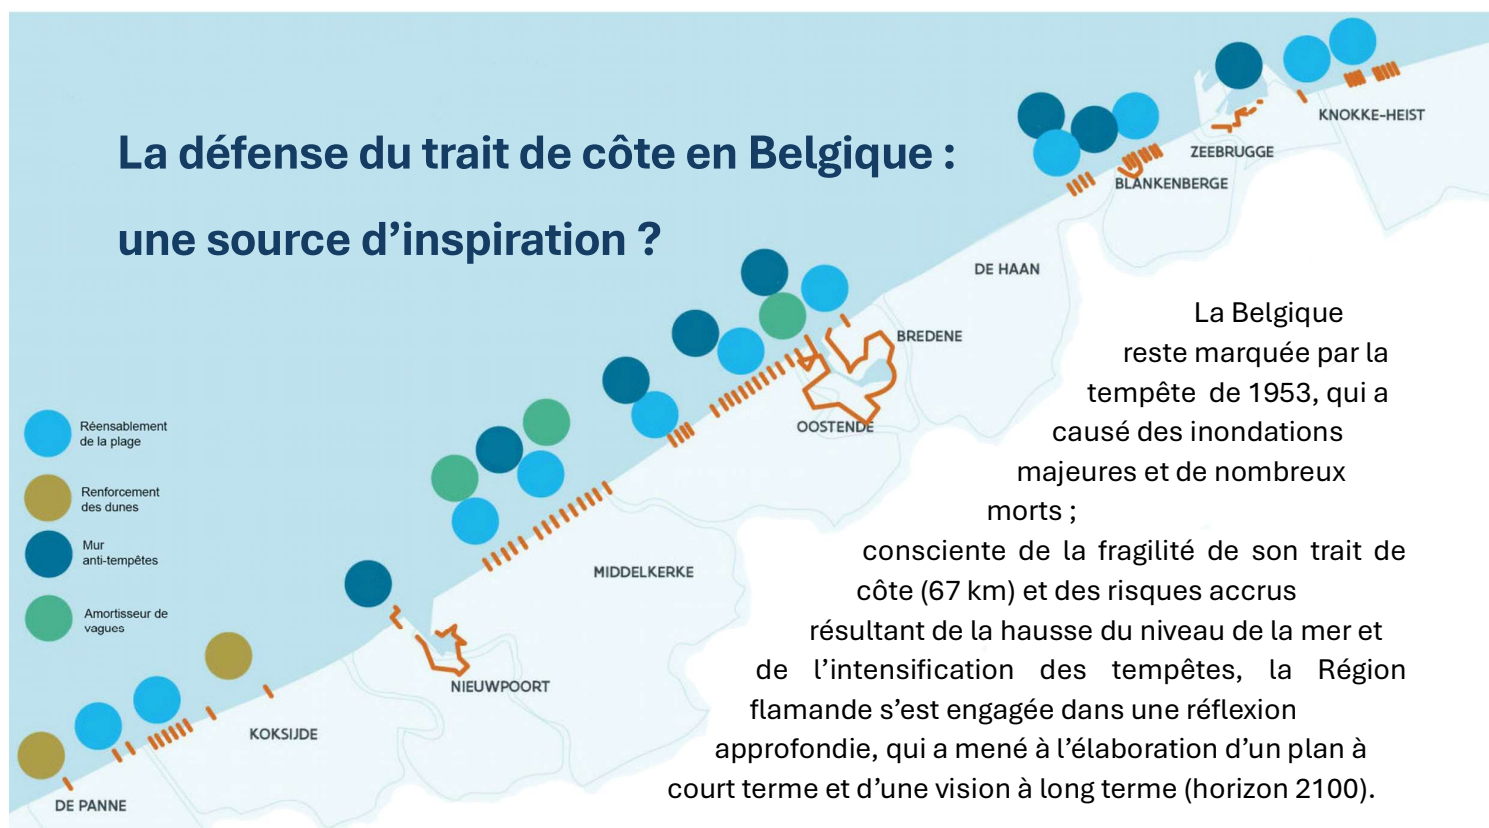 La défense du trait de côte en Belgique :
une source d’inspiration ?
KNOKKE-HEIST
ZEEBRUGGE
BLANKENBERGE
DE HAAN
BREDENE
OOSTENDE
MIDDELKERKE
NIEUWPOORT
KOKSIJDE
DE PANNE
Réensablement
de la plage
Renforcement
des dunes
Mur
anti-tempêtes
Amortisseur de
vagues
La Belgique
reste marquée par la
tempête de 1953, qui a
causé des inondations
majeures et de nombreux
morts ;
consciente de la fragilité de son trait de
côte (67 km) et des risques accrus
résultant de la hausse du niveau de la mer et
de l’intensification des tempêtes, la Région
flamande s’est engagée dans une réflexion
approfondie, qui a mené à l’élaboration d’un plan à
court terme et d’une vision à long terme (horizon 2100).